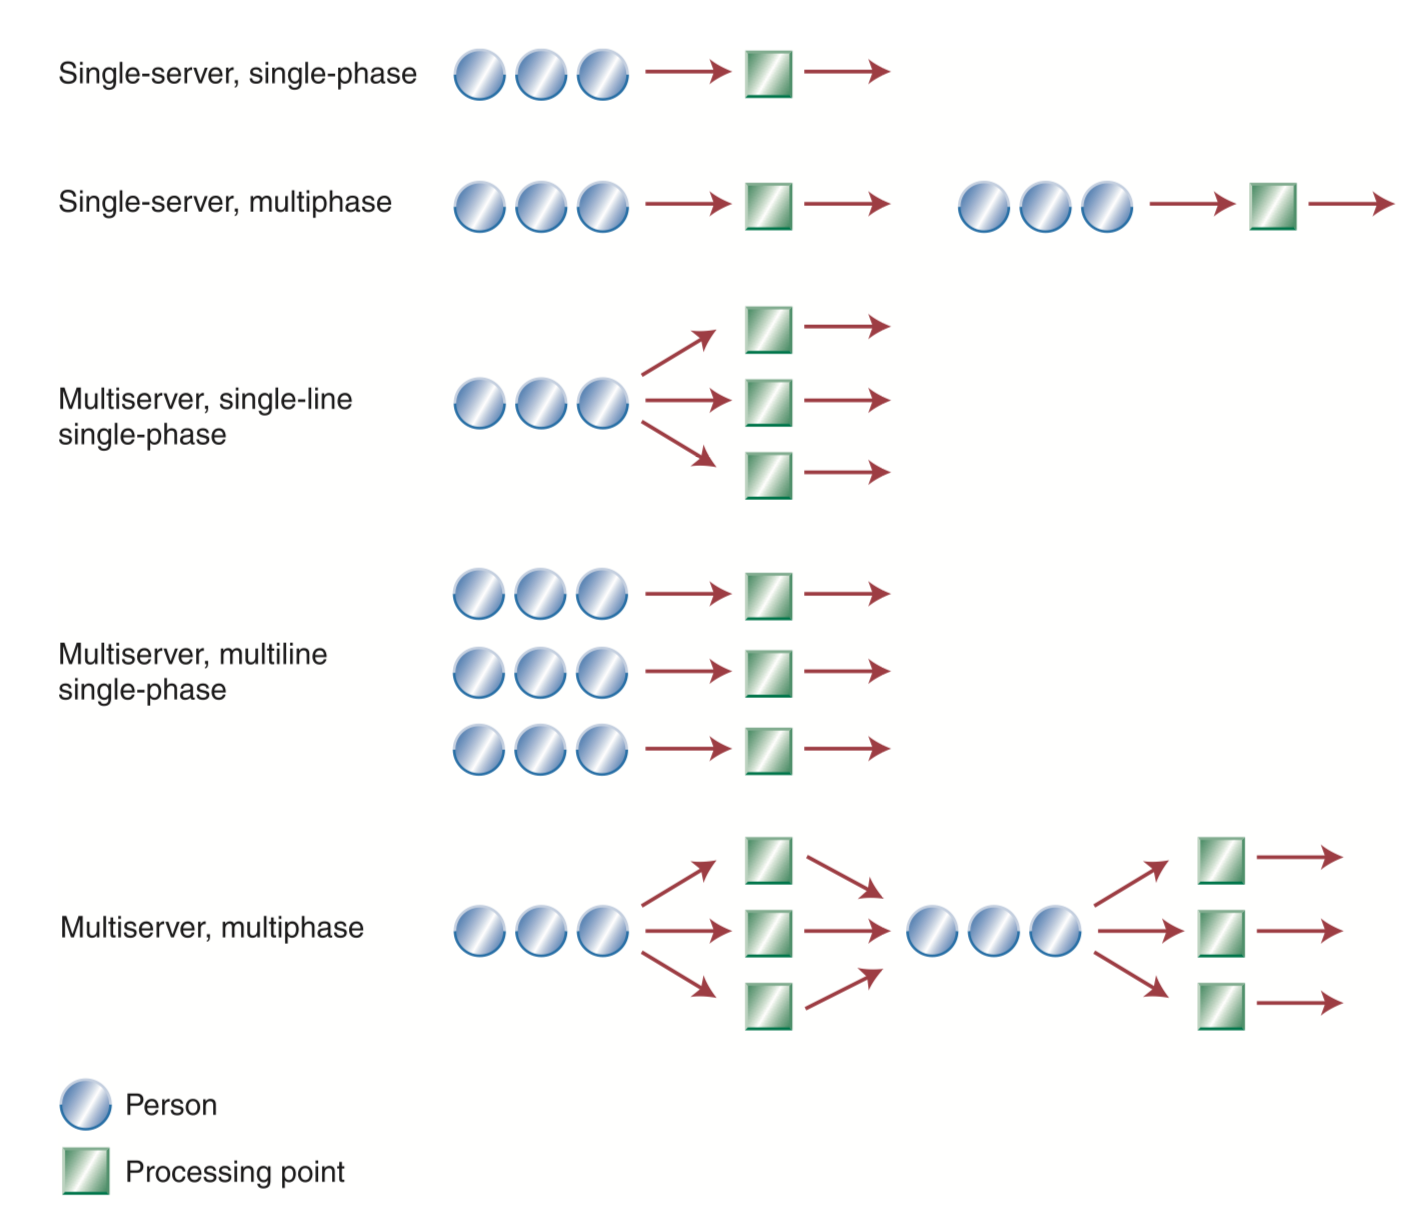 Single-server, single-phase
Single-server, multiphase
Multiserver, single-line
single-phase
Multiserver, multiline
single-phase
Multiserver, multiphase
Person
Processing point